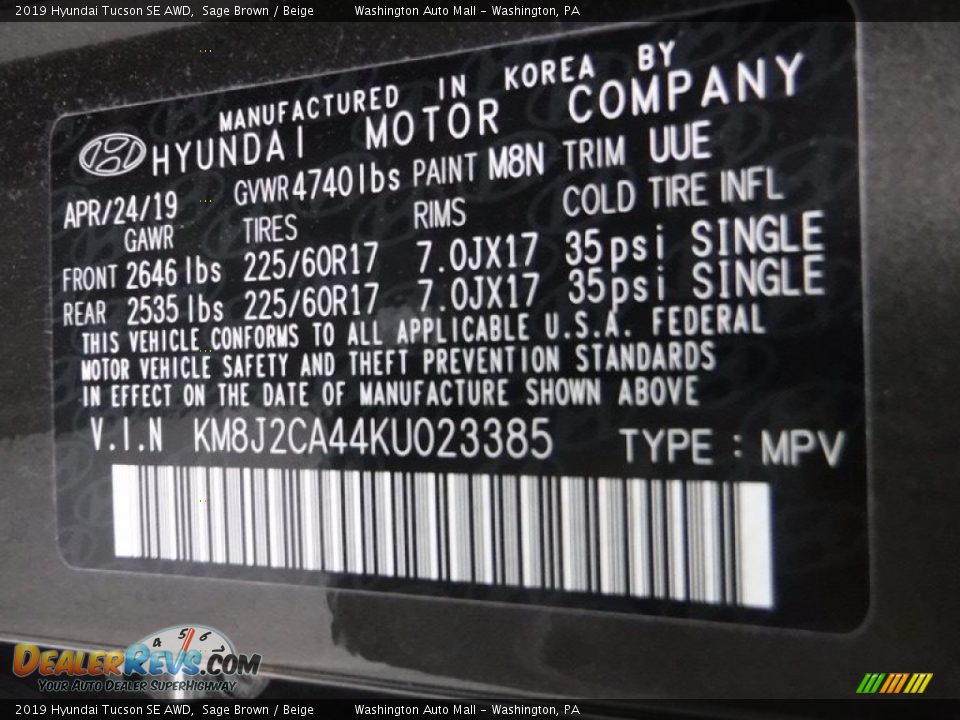 2019 Hyundai Tucson SE AWD, Sage Brown / Beige Washington Auto Mall - Washington, PA
MANUFACTURED IN KOREA BY
HYUNDAI MOTOR COMPANY
APR/24/19 GVWR 4740 lbs PAINT M8N TRIM UUE
GAWR TIRES RIMS COLD TIRE INFL
FRONT 2646 lbs 225/60R17 7.0JX17 35psi SINGLE
REAR 2535 lbs 225/60R17 7.0JX17 35psi SINGLE
THIS VEHICLE CONFORMS TO ALL APPLICABLE U.S.A. FEDERAL
MOTOR VEHICLE SAFETY AND THEFT PREVENTION STANDARDS
IN EFFECT ON THE DATE OF MANUFACTURE SHOWN ABOVE
V.I.N KM8J2CA44KU023385 TYPE : MPV
4 5 6 7
DEALERREVS.COM
YOUR AUTO DEALER SUPERHIGHWAY
2019 Hyundai Tucson SE AWD, Sage Brown / Beige Washington Auto Mall - Washington, PA